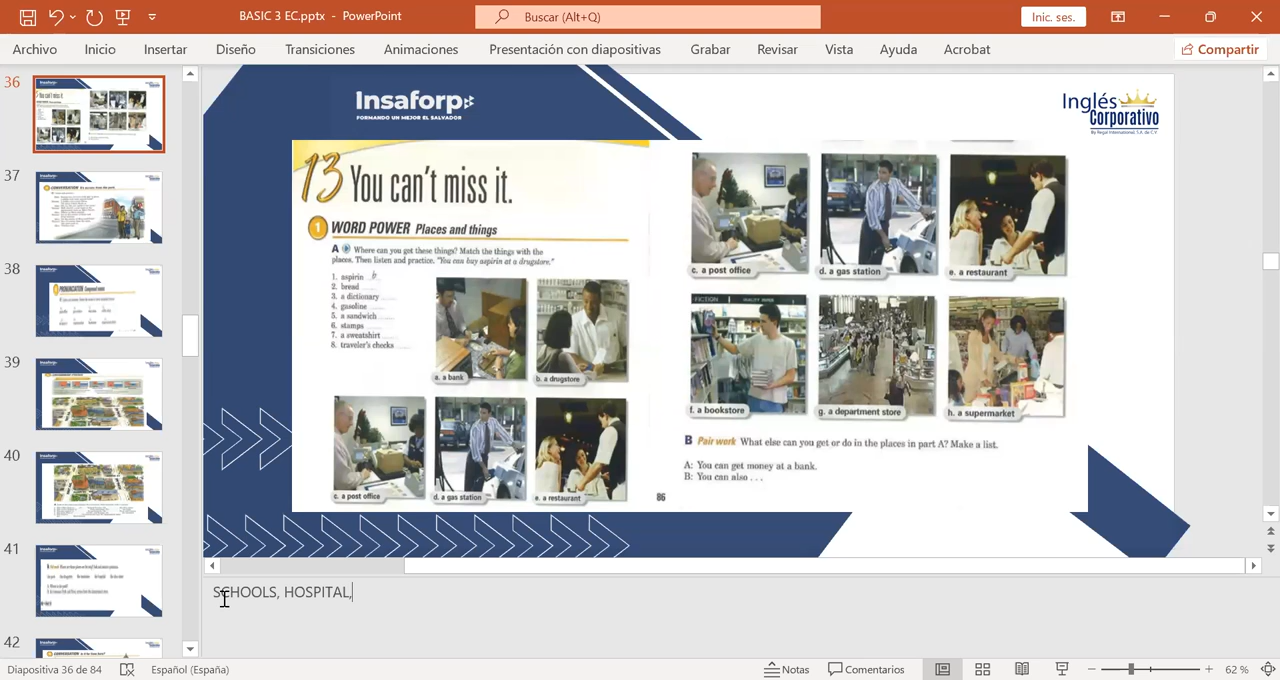 BASIC 3 EC.pptx - PowerPoint
Buscar (Alt+Q)
Inic. ses.
Archivo Inicio Insertar Diseño Transiciones Animaciones Presentación con diapositivas Grabar Revisar Vista Ayuda Acrobat Compartir
36
37
38
39
40
41
42
Insaforp
FORMANDO UN MEJOR EL SALVADOR
Inglés
Corporativo
13 You can't miss it.
1 WORD POWER Places and things
A Where can you get these things? Match the things with the
places. Then listen and practice. "You can buy aspirin at a drugstore."
1. aspirin b
2. bread
3. a dictionary
4. gasoline
5. a sandwich
6. stamps
7. a sweatshirt
8. traveler's checks
a. a bank
b. a drugstore
c. a post office
d. a gas station
e. a restaurant
86
c. a post office
d. a gas station
e. a restaurant
FICTION
f. a bookstore
g. a department store
h. a supermarket
B Pair work What else can you get or do in the places in part A? Make a list.
A: You can get money at a bank.
B: You can also . . .
SCHOOLS, HOSPITAL,
Diapositiva 36 de 84 Español (España) Notas Comentarios 62 %